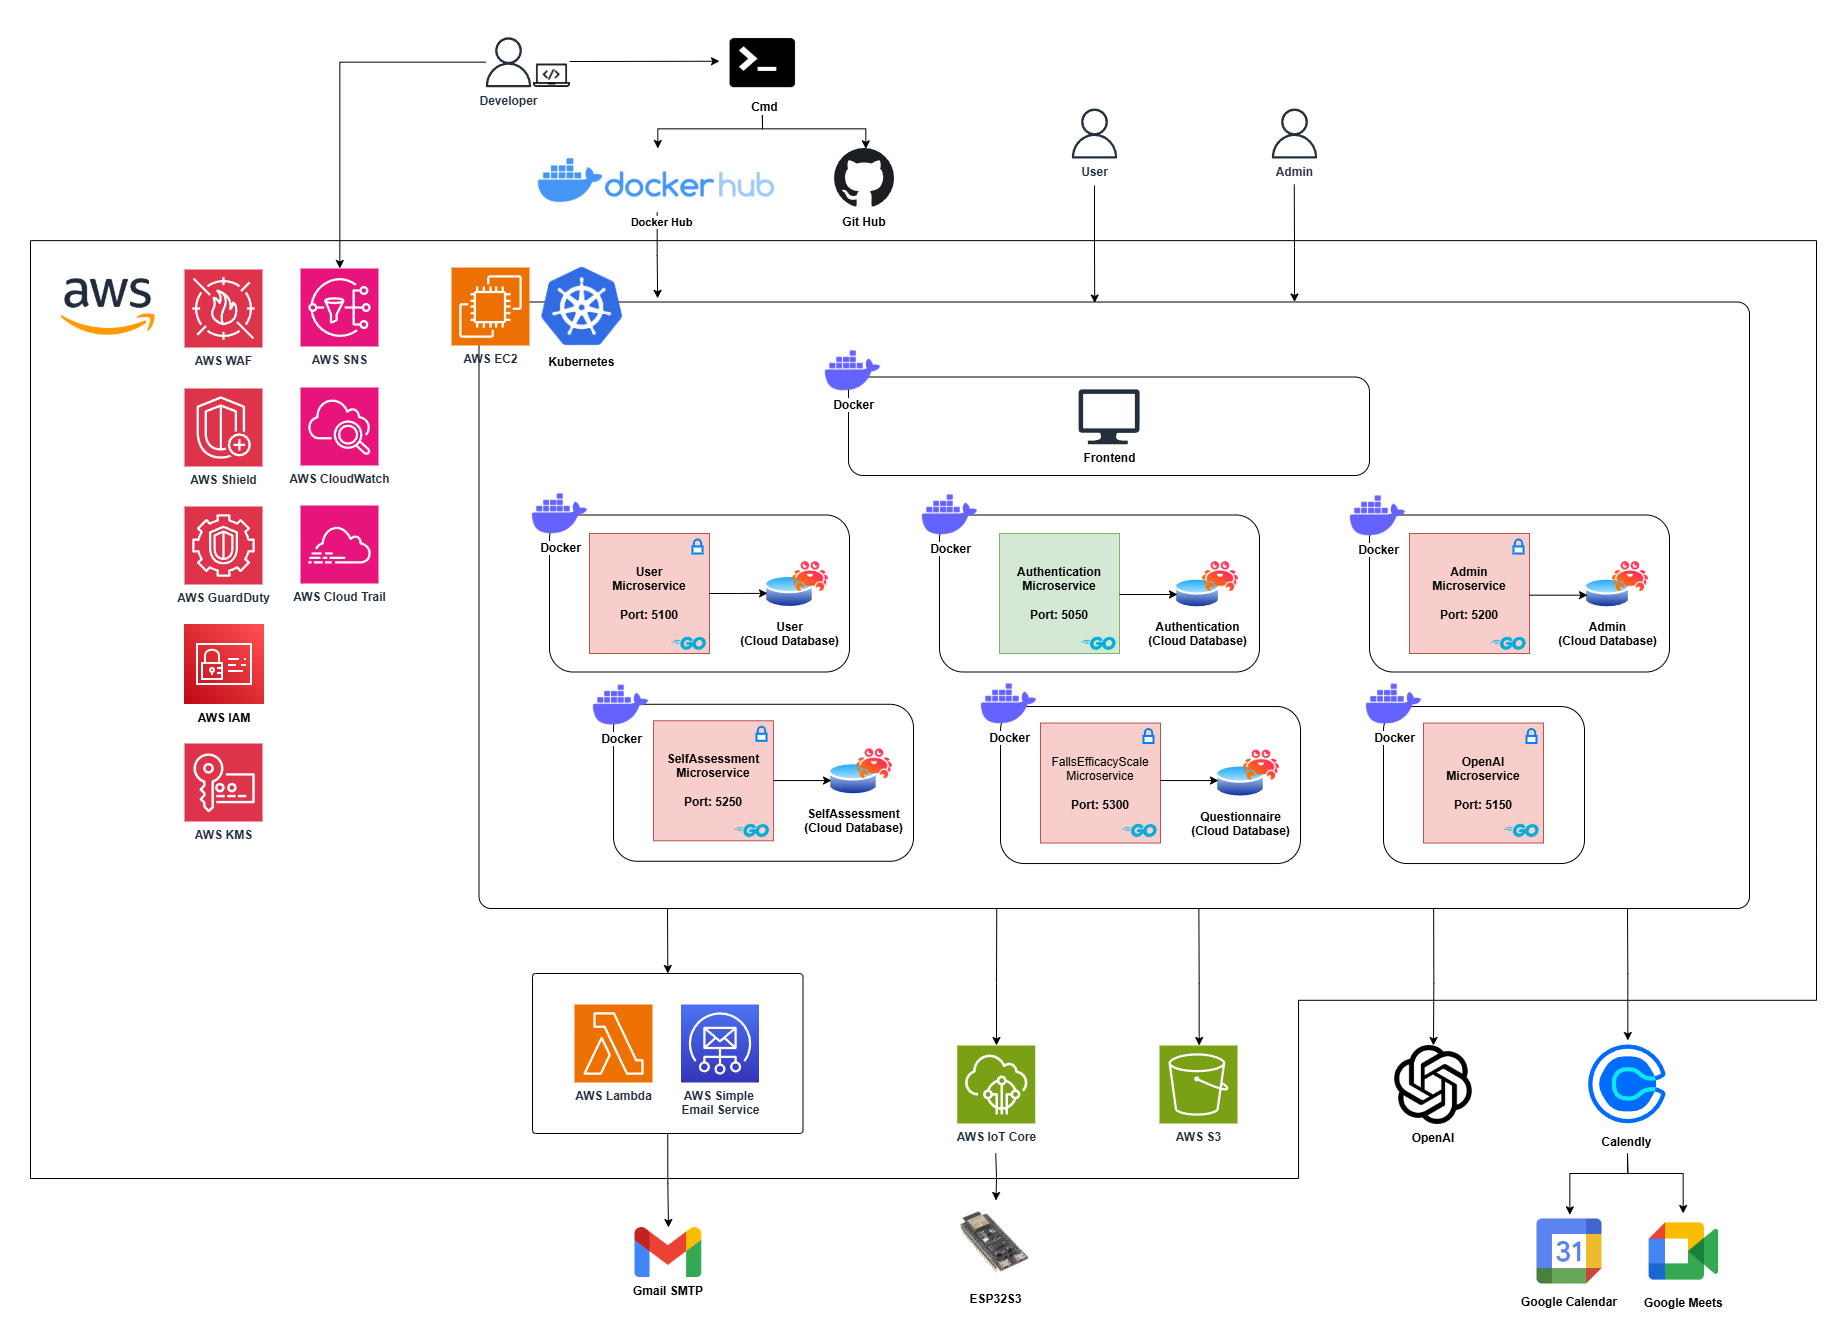 Developer
Cmd
dockerhub
Docker Hub
Git Hub
User
Admin
aws
AWS WAF
AWS SNS
AWS EC2
Kubernetes
AWS Shield
AWS CloudWatch
AWS GuardDuty
AWS Cloud Trail
AWS IAM
AWS KMS
Docker
Frontend
Docker
User
Microservice
Port: 5100
GO
User
(Cloud Database)
Docker
Authentication
Microservice
Port: 5050
GO
Authentication
(Cloud Database)
Docker
Admin
Microservice
Port: 5200
GO
Admin
(Cloud Database)
Docker
SelfAssessment
Microservice
Port: 5250
GO
SelfAssessment
(Cloud Database)
Docker
FallsEfficacyScale
Microservice
Port: 5300
GO
Questionnaire
(Cloud Database)
Docker
OpenAI
Microservice
Port: 5150
GO
AWS Lambda
AWS Simple
Email Service
AWS IoT Core
AWS S3
OpenAI
Calendly
Gmail SMTP
ESP32S3
31
Google Calendar
Google Meets